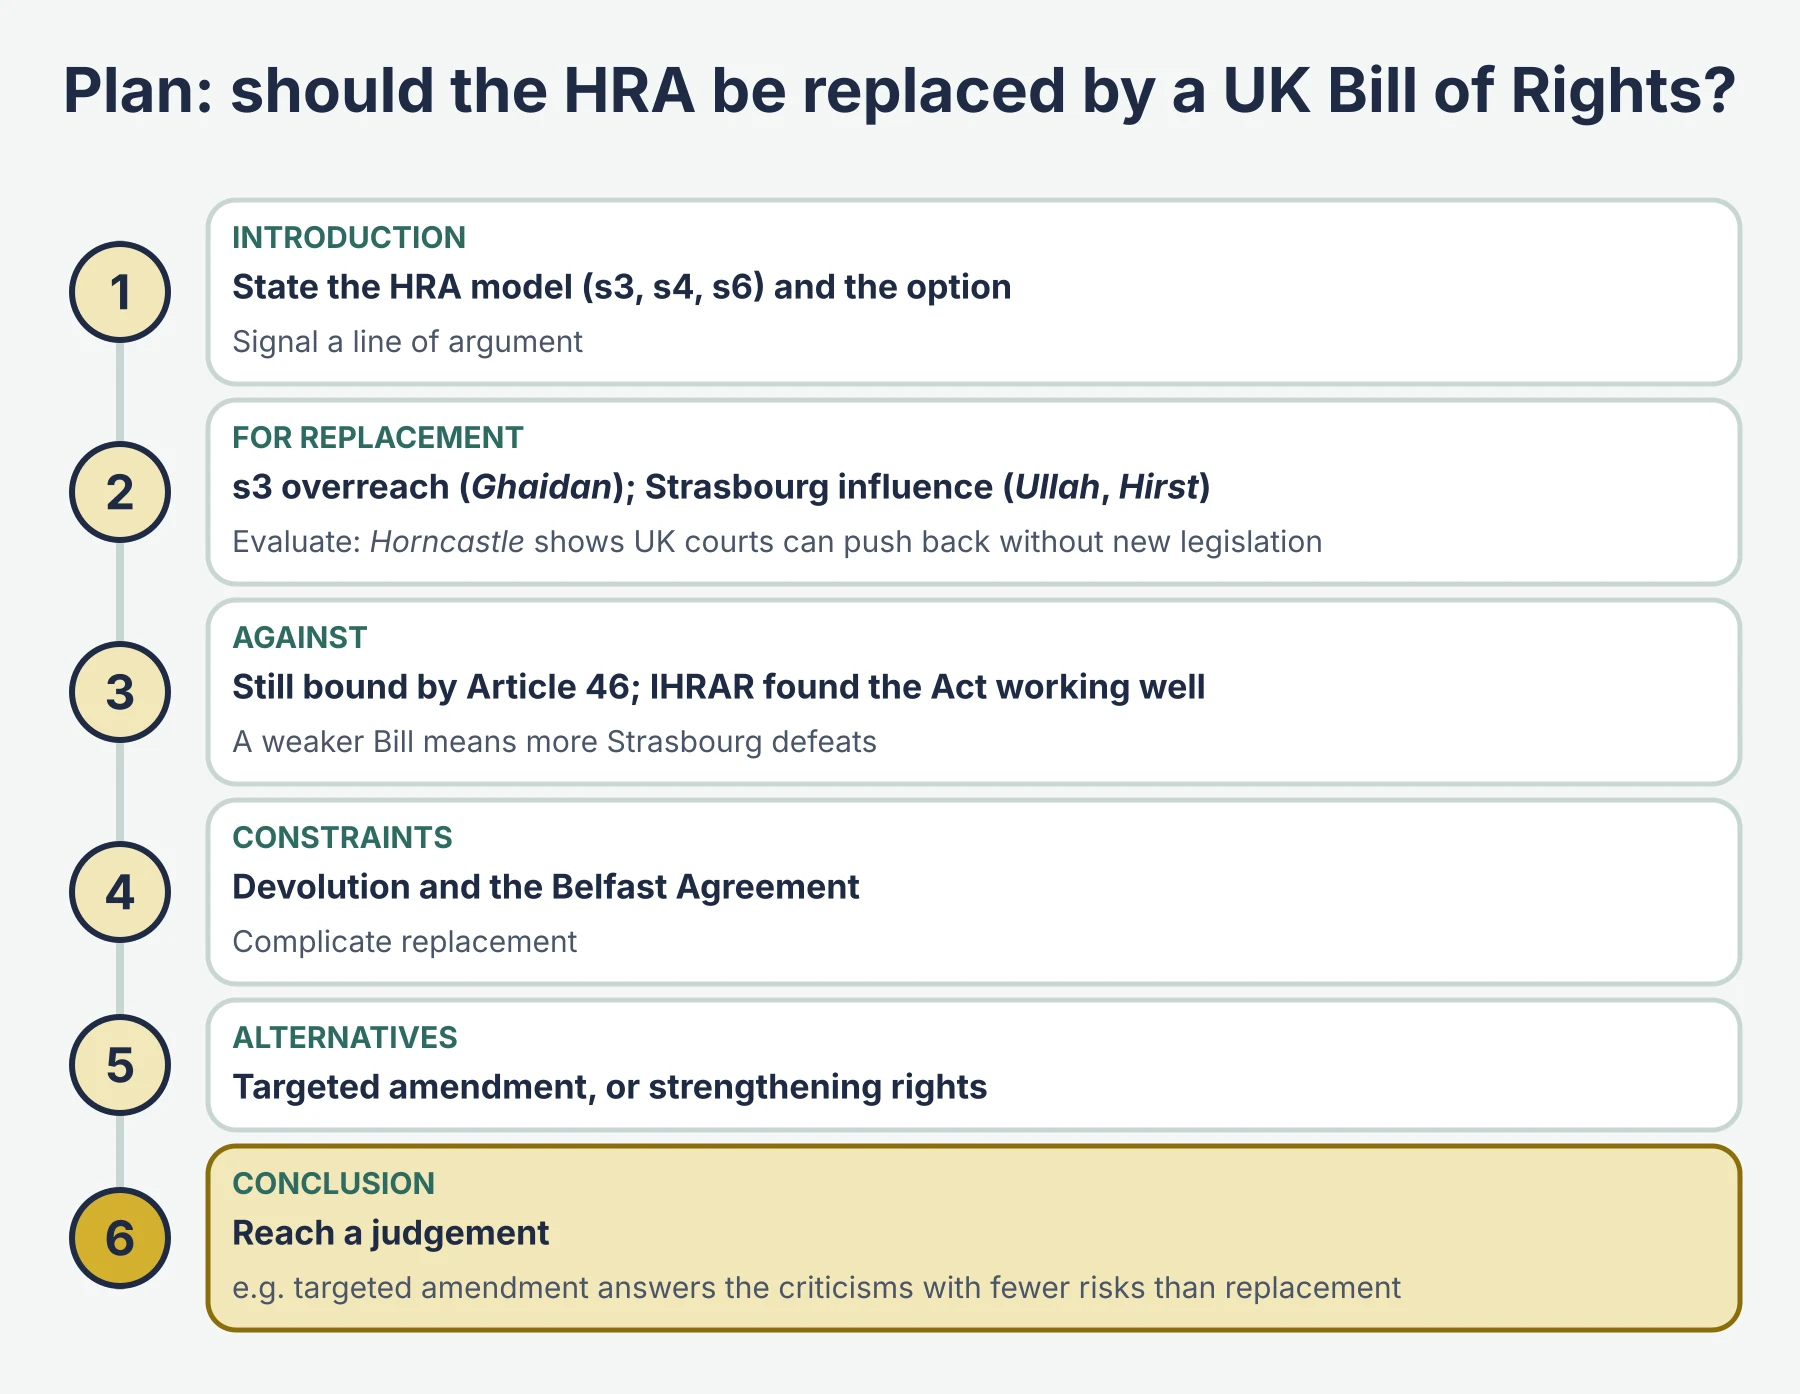 Plan: should the HRA be replaced by a UK Bill of Rights?
1
INTRODUCTION
State the HRA model (s3, s4, s6) and the option
Signal a line of argument
2
FOR REPLACEMENT
s3 overreach (Ghaidan); Strasbourg influence (Ullah, Hirst)
Evaluate: Horncastle shows UK courts can push back without new legislation
3
AGAINST
Still bound by Article 46; IHRAR found the Act working well
A weaker Bill means more Strasbourg defeats
4
CONSTRAINTS
Devolution and the Belfast Agreement
Complicate replacement
5
ALTERNATIVES
Targeted amendment, or strengthening rights
6
CONCLUSION
Reach a judgement
e.g. targeted amendment answers the criticisms with fewer risks than replacement